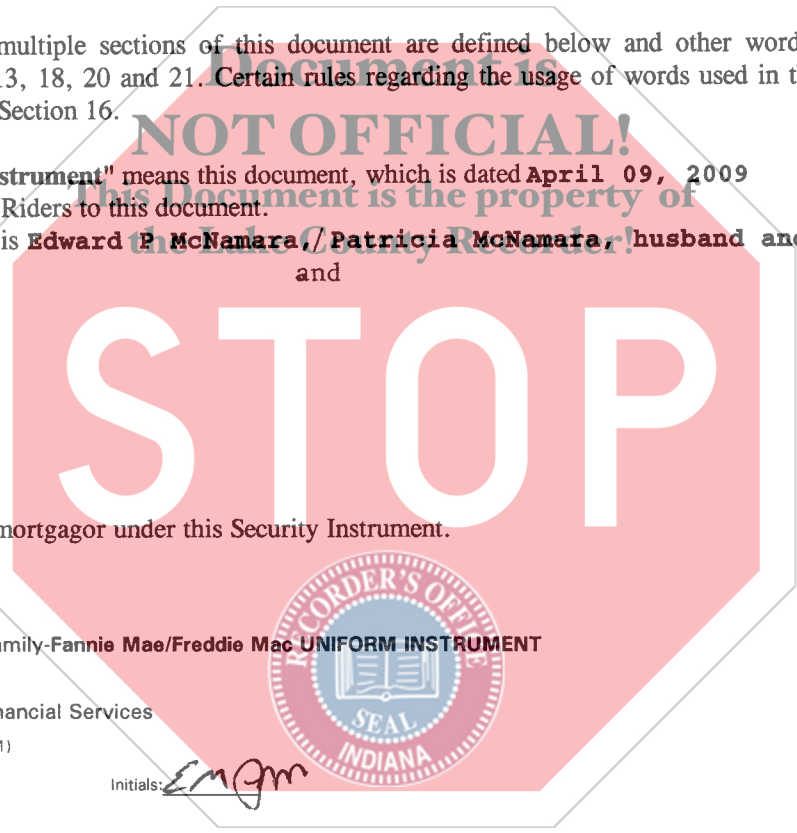 multiple sections of this document are defined below and other word
Document is
13, 18, 20 and 21. Certain rules regarding the usage of words used in t
Section 16.
NOT OFFICIAL!
strument" means this document, which is dated April 09, 2009
This Document is the property of
Riders to this document.
is Edward P McNamara,/ Patricia McNamara, husband and
the Lake County Recorder!
and
STOP
mortgagor under this Security Instrument.
RECORDER'S OFFICE
amily-Fannie Mae/Freddie Mac UNIFORM INSTRUMENT
nancial Services
SEAL
INDIANA
Initials: